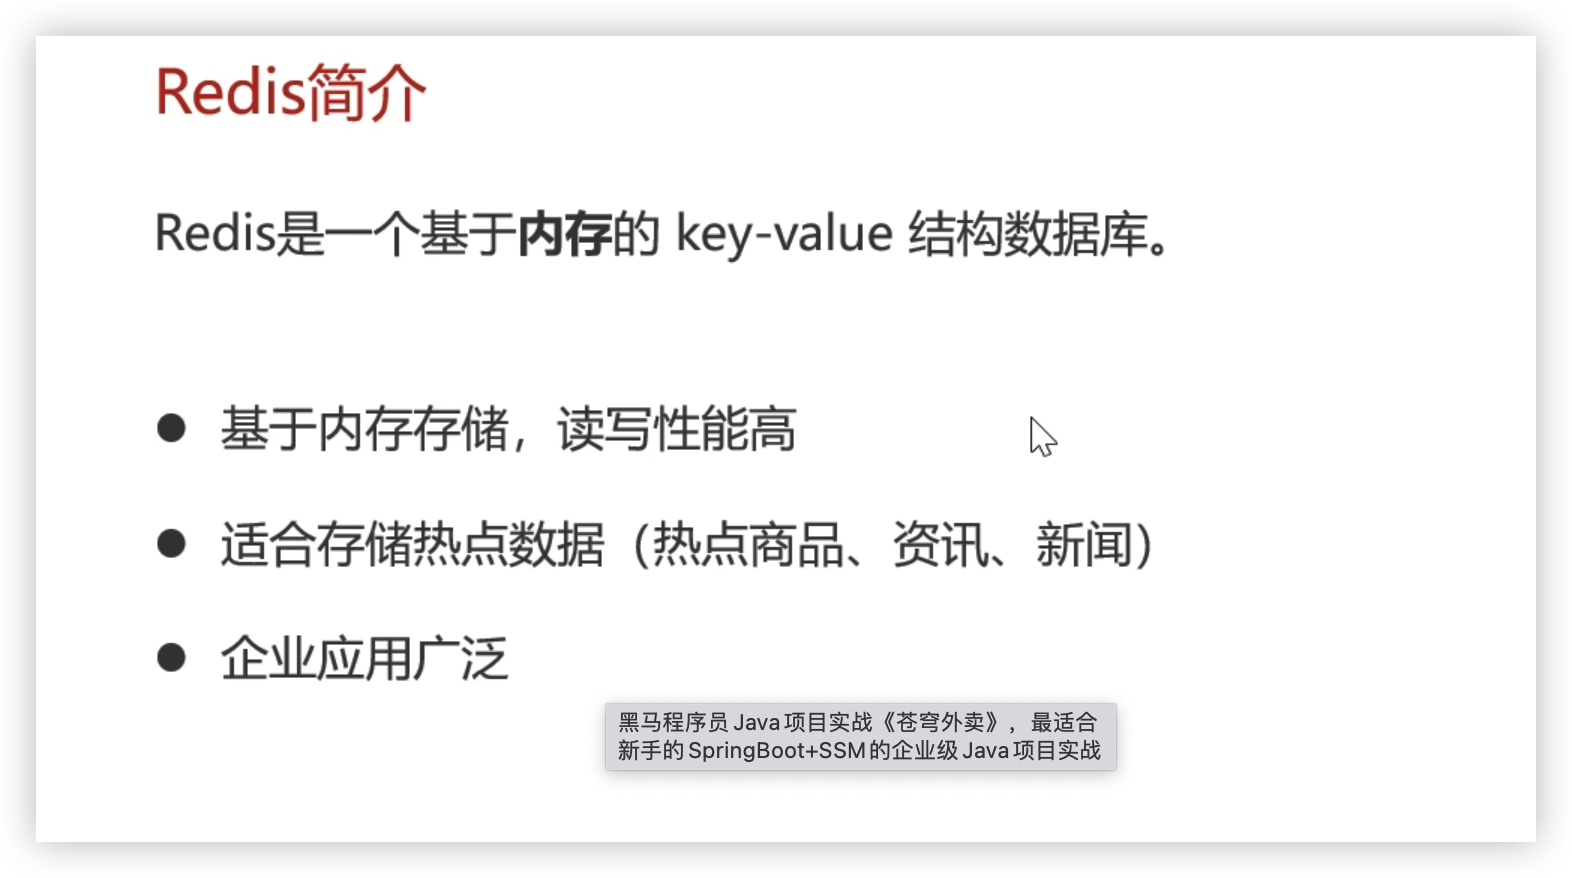 Redis简介
Redis是一个基于内存的 key-value 结构数据库。
基于内存存储，读写性能高
适合存储热点数据（热点商品、资讯、新闻）
企业应用广泛
黑马程序员Java项目实战《苍穹外卖》，最适合
新手的SpringBoot+SSM的企业级Java项目实战